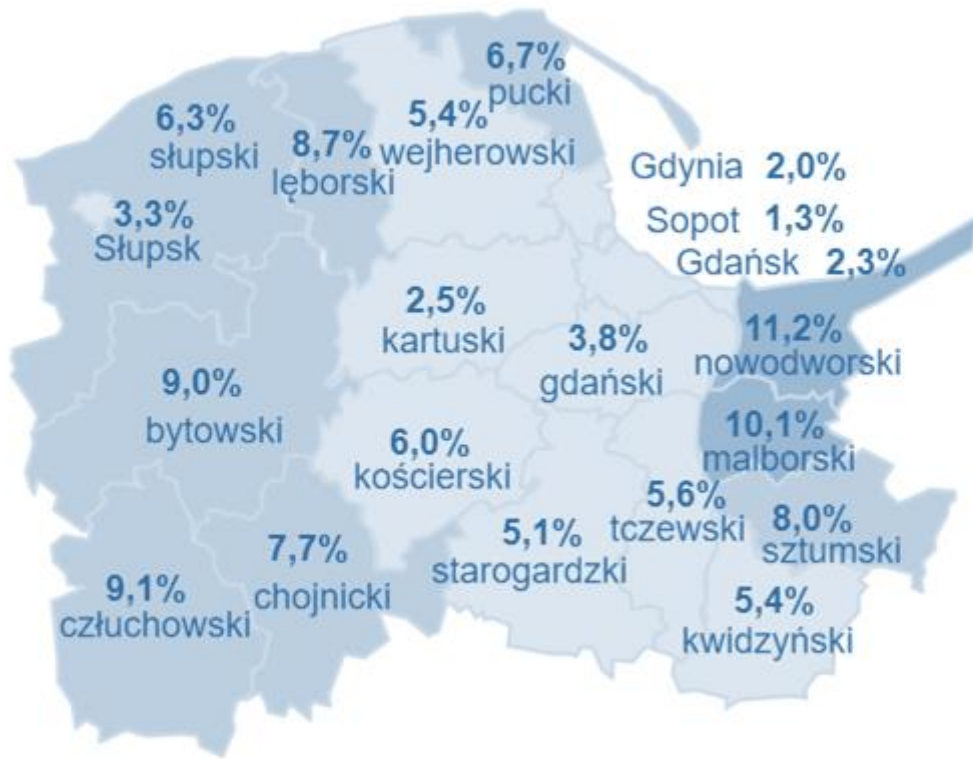 6,7%
pucki
6,3%
słupski
8,7%
lęborski
5,4%
wejherowski
Gdynia 2,0%
Sopot 1,3%
Gdańsk 2,3%
3,3%
Słupsk
2,5%
kartuski
3,8%
gdański
11,2%
nowodworski
9,0%
bytowski
6,0%
kościerski
10,1%
malborski
5,6%
tczewski
8,0%
sztumski
7,7%
chojnicki
5,1%
starogardzki
9,1%
człuchowski
5,4%
kwidzyński